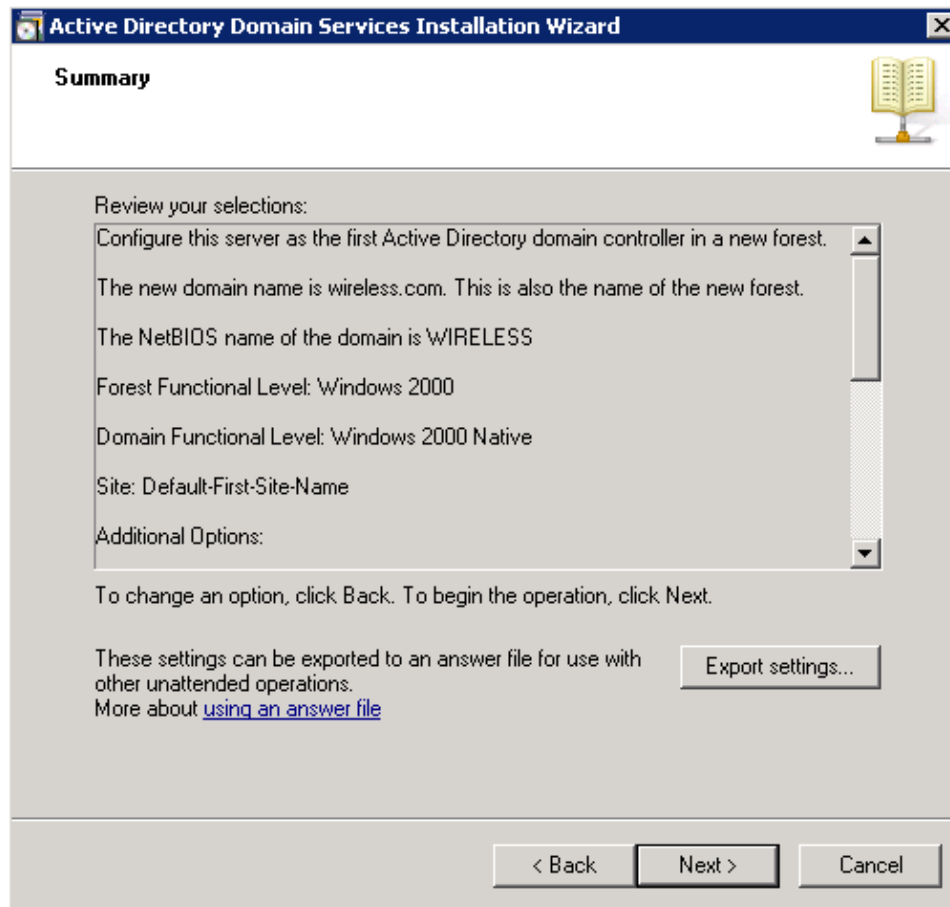 Active Directory Domain Services Installation Wizard
Summary
Review your selections:
Configure this server as the first Active Directory domain controller in a new forest.
The new domain name is wireless.com. This is also the name of the new forest.
The NetBIOS name of the domain is WIRELESS
Forest Functional Level: Windows 2000
Domain Functional Level: Windows 2000 Native
Site: Default-First-Site-Name
Additional Options:
To change an option, click Back. To begin the operation, click Next.
These settings can be exported to an answer file for use with
other unattended operations.
More about using an answer file
Export settings...
< Back
Next >
Cancel